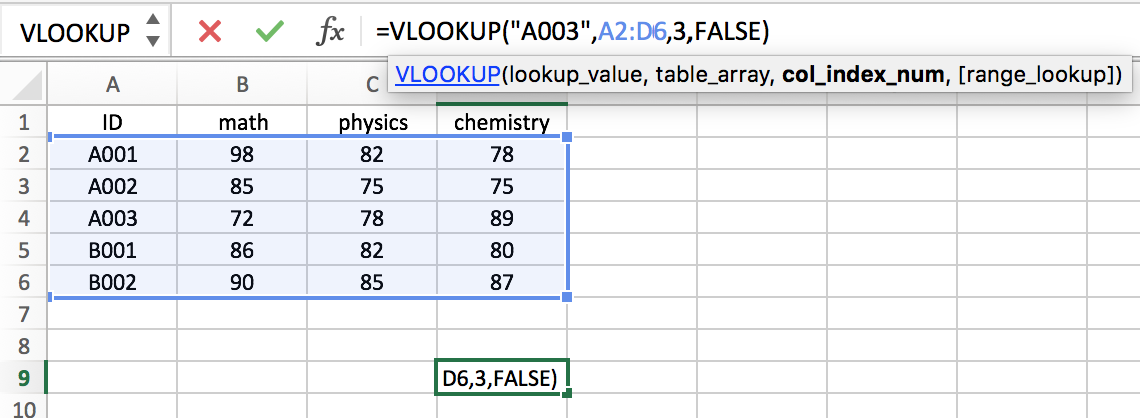 VLOOKUP fx =VLOOKUP("A003",A2:D6,3,FALSE)
VLOOKUP(lookup_value, table_array, col_index_num, [range_lookup])
A B C
1 ID math physics chemistry
2 A001 98 82 78
3 A002 85 75 75
4 A003 72 78 89
5 B001 86 82 80
6 B002 90 85 87
7
8
9 D6,3,FALSE)
10